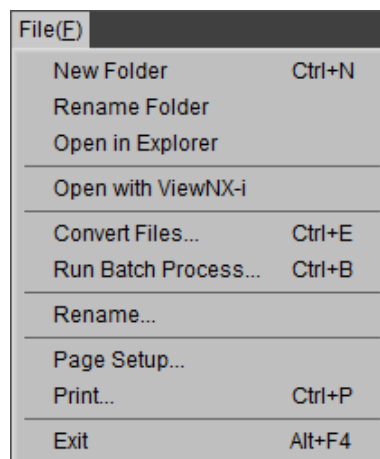 File(F)
New Folder Ctrl+N
Rename Folder
Open in Explorer
Open with ViewNX-i
Convert Files... Ctrl+E
Run Batch Process... Ctrl+B
Rename...
Page Setup...
Print... Ctrl+P
Exit Alt+F4